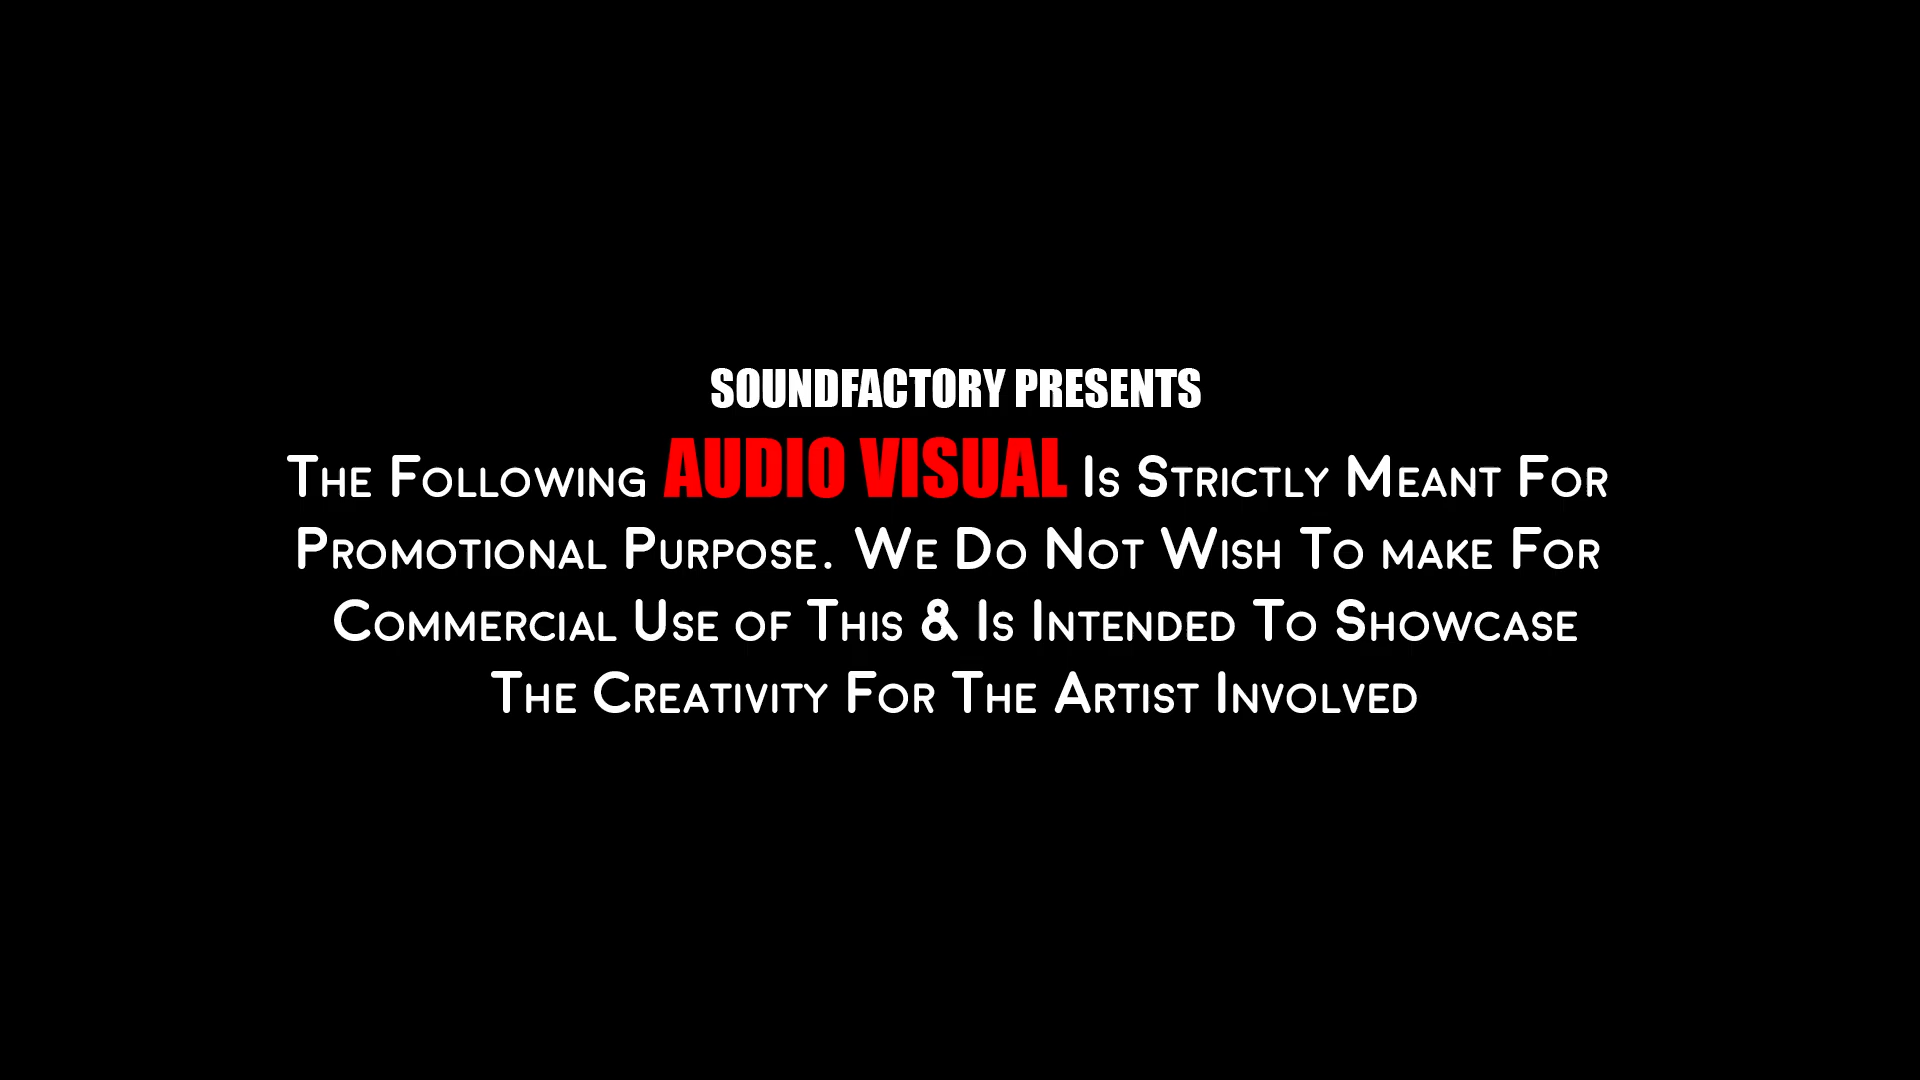 SOUNDFACTORY PRESENTS
The Following AUDIO VISUAL Is Strictly Meant For
Promotional Purpose. We Do Not Wish To make For
Commercial Use of This & Is Intended To Showcase
The Creativity For The Artist Involved